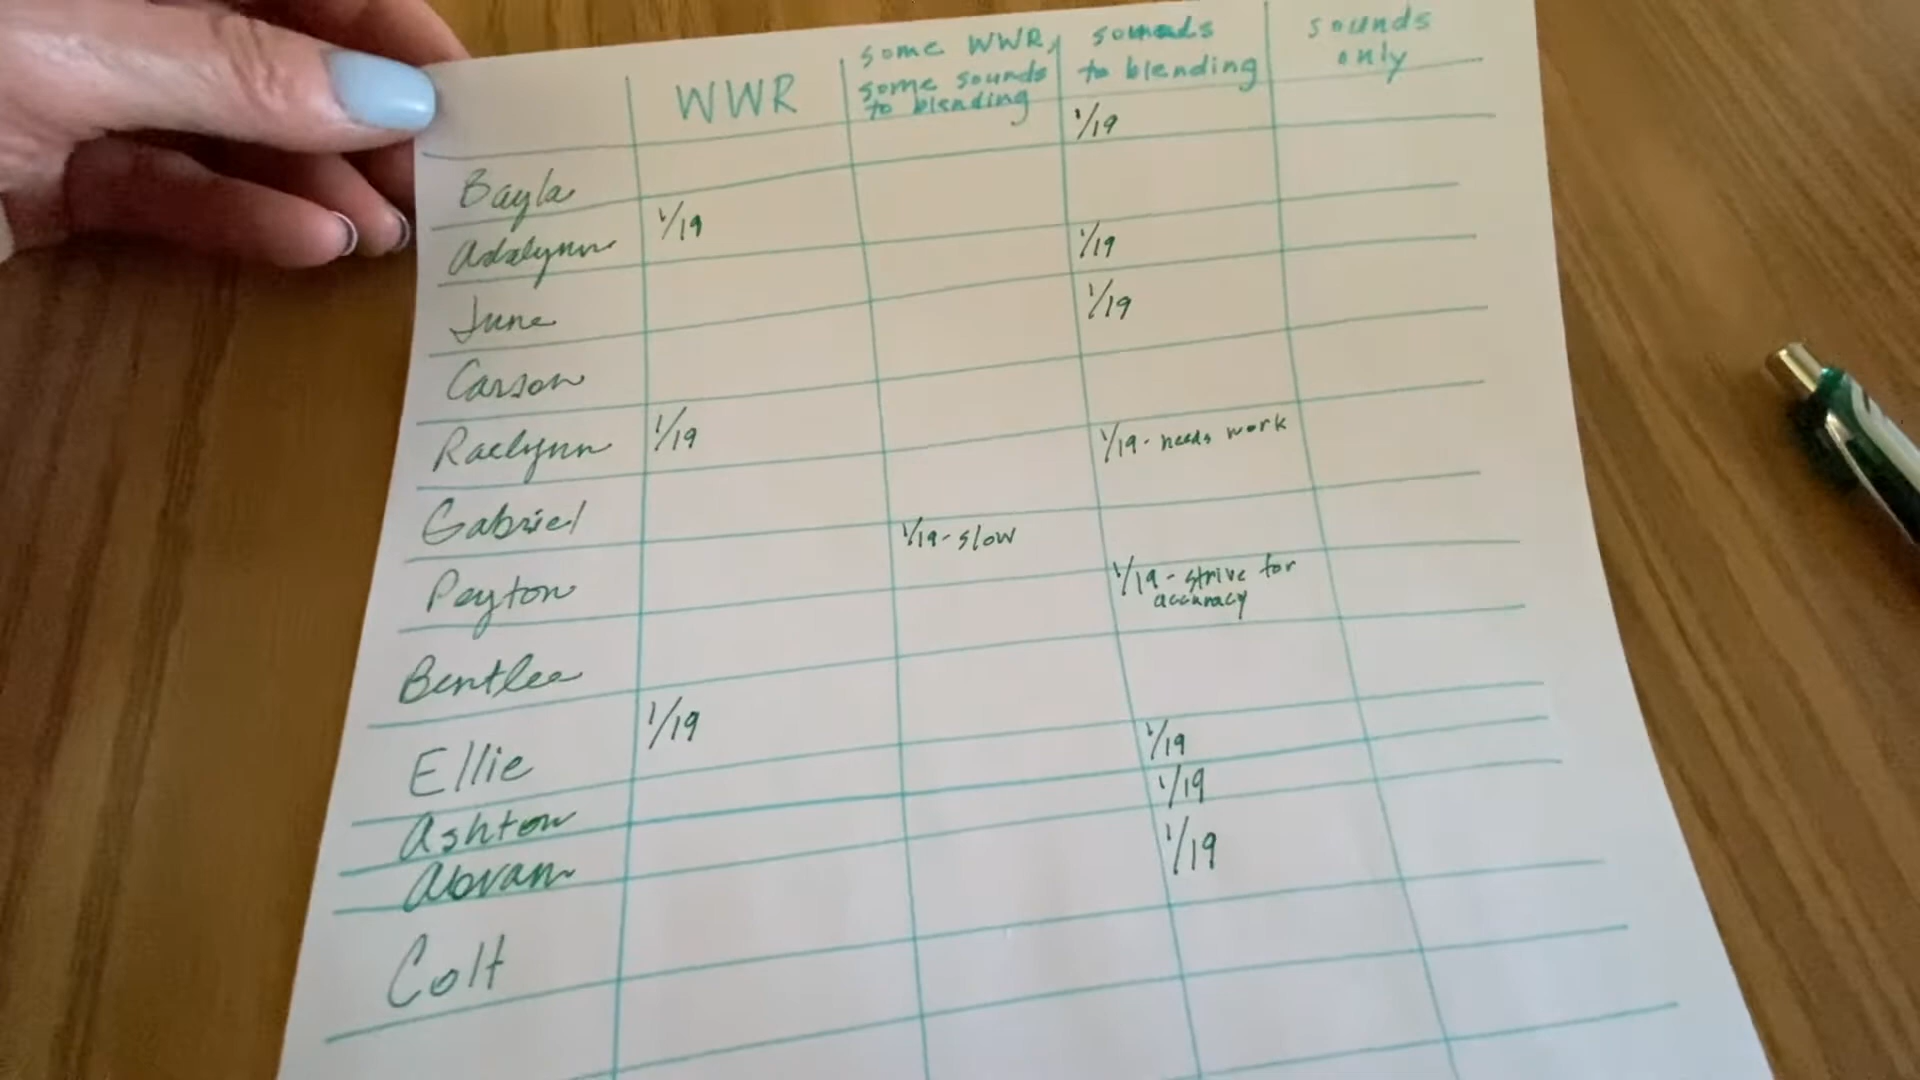 WWR
some WWR,
some sounds
to blending
sounds
to blending
sounds
only
Bayla
1/19
Adalynn
1/19
June
1/19
Carson
1/19
Raelynn
1/19
Gabriel
1/19 - needs work
Peyton
1/19 - slow
Bentlee
1/19 - strive for
accuracy
Ellie
1/19
Ashton
1/19
Abram
1/19
Colt
1/19